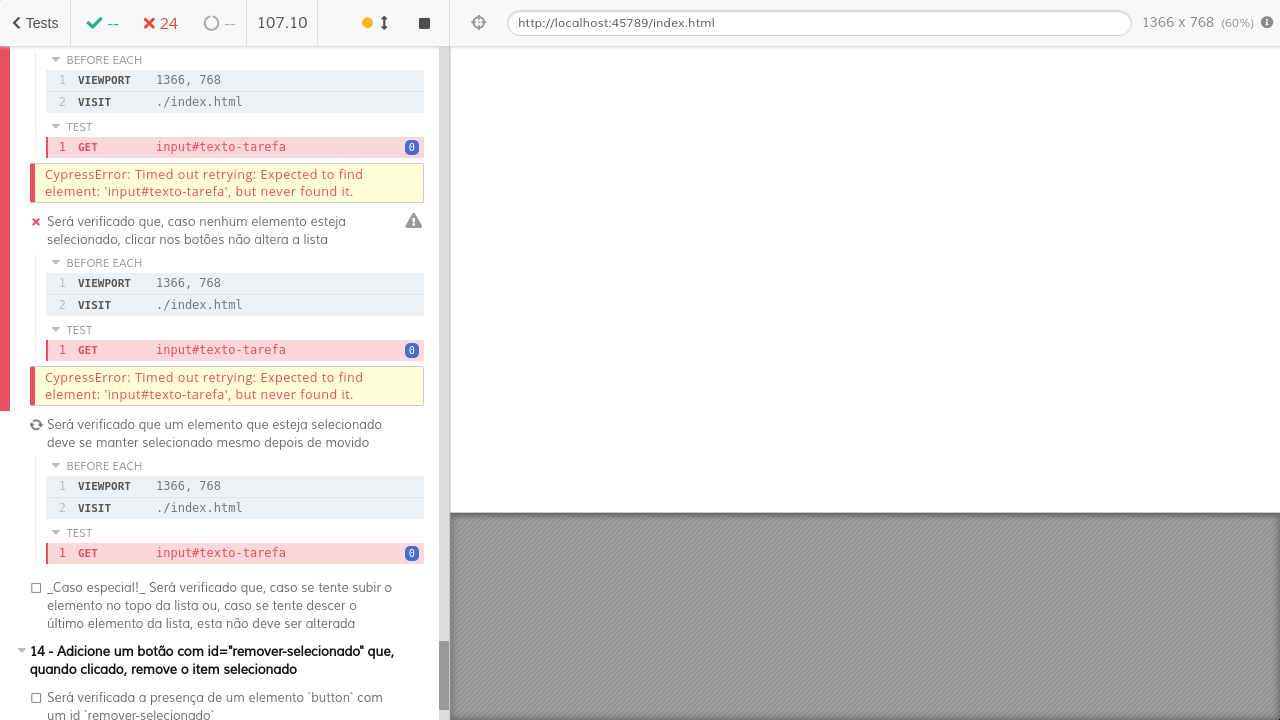 Tests
--
24
--
107.10
http://localhost:45789/index.html
1366 x 768 (60%)
BEFORE EACH
1 VIEWPORT 1366, 768
2 VISIT ./index.html
TEST
1 GET input#texto-tarefa 0
CypressError: Timed out retrying: Expected to find
element: 'input#texto-tarefa', but never found it.
Será verificado que, caso nenhum elemento esteja
selecionado, clicar nos botões não altera a lista
BEFORE EACH
1 VIEWPORT 1366, 768
2 VISIT ./index.html
TEST
1 GET input#texto-tarefa 0
CypressError: Timed out retrying: Expected to find
element: 'input#texto-tarefa', but never found it.
Será verificado que um elemento que esteja selecionado
deve se manter selecionado mesmo depois de movido
BEFORE EACH
1 VIEWPORT 1366, 768
2 VISIT ./index.html
TEST
1 GET input#texto-tarefa 0
_Caso especial!_ Será verificado que, caso se tente subir o
elemento no topo da lista ou, caso se tente descer o
último elemento da lista, esta não deve ser alterada
14 - Adicione um botão com id="remover-selecionado" que,
quando clicado, remove o item selecionado
Será verificada a presença de um elemento `button` com
um id `remover-selecionado`